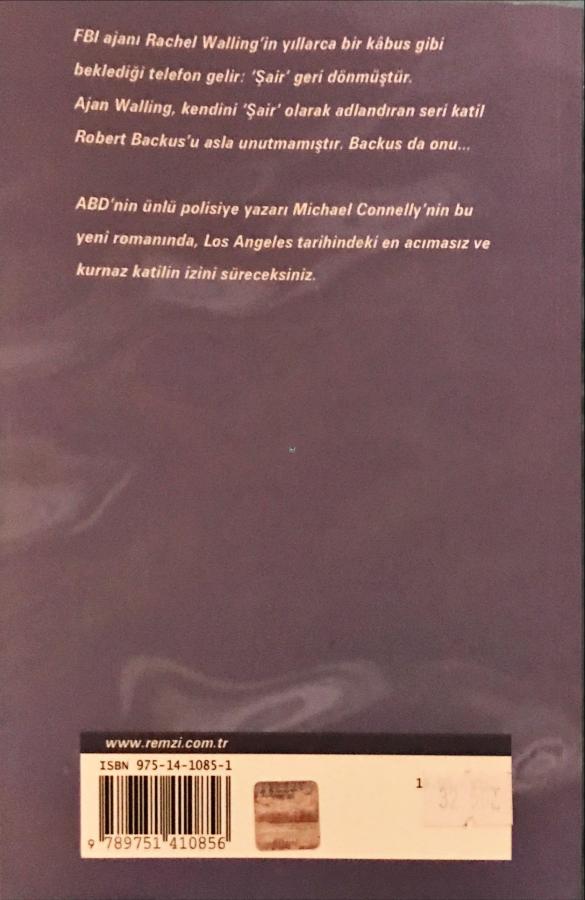 FBI ajanı Rachel Walling'in yıllarca bir kâbus gibi
beklediği telefon gelir: 'Şair' geri dönmüştür.
Ajan Walling, kendini 'Şair' olarak adlandıran seri katil
Robert Backus'u asla unutmamıştır. Backus da onu...
ABD'nin ünlü polisiye yazarı Michael Connelly'nin bu
yeni romanında, Los Angeles tarihindeki en acımasız ve
kurnaz katilin izini süreceksiniz.
www.remzi.com.tr
ISBN 975-14-1085-1
9 789751 410856
1